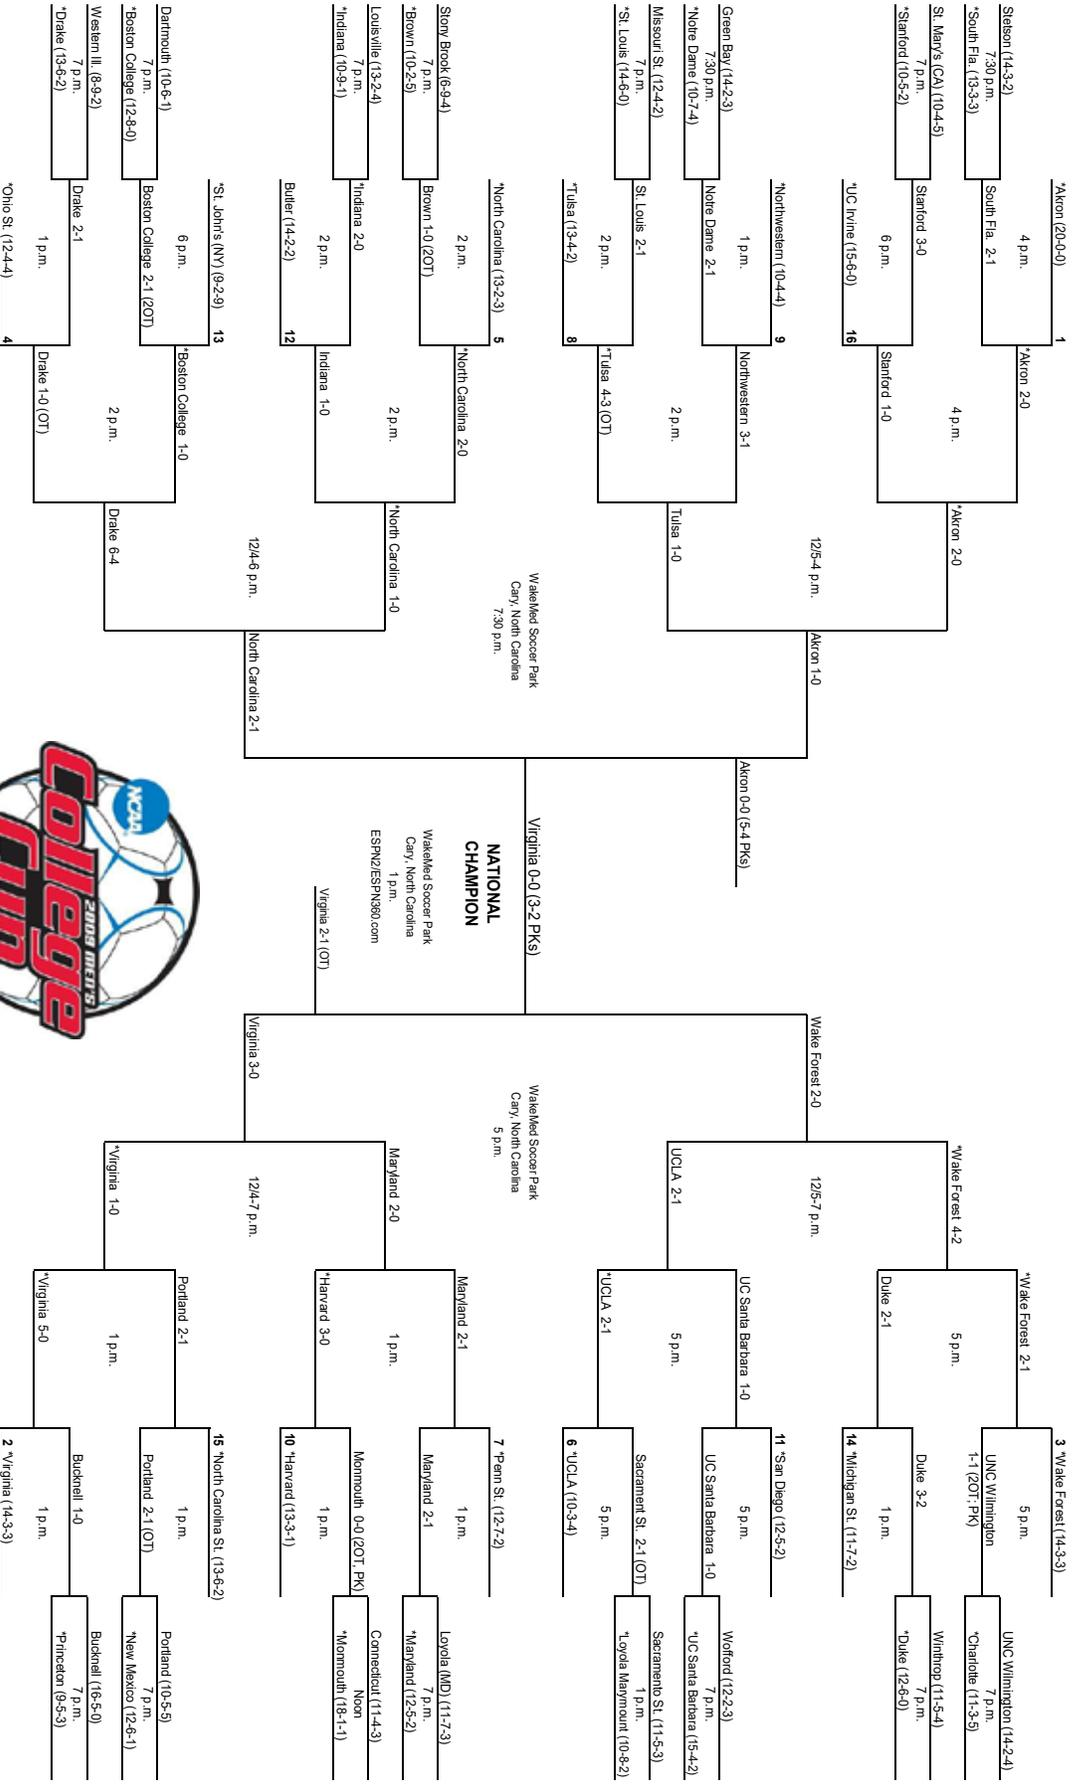 Stetson (14-3-2)
7:30 p.m.
*South Fla. (13-3-3)
St. Mary's (CA) (10-4-5)
7 p.m.
*Stanford (10-5-2)
Green Bay (14-2-3)
7:30 p.m.
*Notre Dame (10-7-4)
Missouri St. (12-4-2)
7 p.m.
*St. Louis (14-6-0)
Stony Brook (6-9-4)
7 p.m.
*Brown (10-2-5)
Louisville (13-2-4)
7 p.m.
*Indiana (10-9-1)
Dartmouth (10-6-1)
7 p.m.
*Boston College (12-8-0)
Western Ill. (8-9-2)
7 p.m.
*Drake (13-6-2)
*Akron (20-0-0) 1
4 p.m.
South Fla. 2-1
Stanford 3-0
6 p.m.
*UC Irvine (15-6-0) 16
*Northwestern (10-4-4) 9
1 p.m.
Notre Dame 2-1
St. Louis 2-1
2 p.m.
*Tulsa (13-4-2) 8
*North Carolina (13-2-3) 5
2 p.m.
Brown 1-0 (2OT)
*Indiana 2-0
2 p.m.
Butler (14-2-2) 12
*St. John's (NY) (9-2-9) 13
6 p.m.
Boston College 2-1 (2OT)
Drake 2-1
1 p.m.
*Ohio St. (12-4-4) 4
*Akron 2-0
4 p.m.
Stanford 1-0
Northwestern 3-1
2 p.m.
*Tulsa 4-3 (OT)
*North Carolina 2-0
2 p.m.
Indiana 1-0
*Boston College 1-0
2 p.m.
Drake 1-0 (OT)
*Akron 2-0
12/5-4 p.m.
Tulsa 1-0
*North Carolina 1-0
12/4-6 p.m.
Drake 6-4
Akron 1-0
WakeMed Soccer Park
Cary, North Carolina
7:30 p.m.
North Carolina 2-1
Akron 0-0 (5-4 PKs)
Virginia 0-0 (3-2 PKs)
NATIONAL
CHAMPION
WakeMed Soccer Park
Cary, North Carolina
1 p.m.
ESPN2/ESPN360.com
Virginia 2-1 (OT)
NCAA
2009 MEN'S
College
Cup
Wake Forest 2-0
WakeMed Soccer Park
Cary, North Carolina
5 p.m.
Virginia 3-0
*Wake Forest 4-2
12/5-7 p.m.
UCLA 2-1
Maryland 2-0
12/4-7 p.m.
*Virginia 1-0
*Wake Forest 2-1
5 p.m.
Duke 2-1
UC Santa Barbara 1-0
5 p.m.
*UCLA 2-1
Maryland 2-1
1 p.m.
*Harvard 3-0
Portland 2-1
1 p.m.
*Virginia 5-0
3 *Wake Forest (14-3-3)
5 p.m.
UNC Wilmington
1-1 (2OT; PK)
Duke 3-2
1 p.m.
14 *Michigan St. (11-7-2)
11 *San Diego (12-5-2)
5 p.m.
UC Santa Barbara 1-0
Sacrament St. 2-1 (OT)
5 p.m.
6 *UCLA (10-3-4)
7 *Penn St. (12-7-2)
1 p.m.
Maryland 2-1
Monmouth 0-0 (2OT, PK)
1 p.m.
10 *Harvard (13-3-1)
15 *North Carolina St. (13-6-2)
1 p.m.
Portland 2-1 (OT)
Bucknell 1-0
1 p.m.
2 *Virginia (14-3-3)
UNC Wilmington (14-2-4)
7 p.m.
*Charlotte (11-3-5)
Winthrop (11-5-4)
7 p.m.
*Duke (12-6-0)
Wofford (12-2-3)
7 p.m.
*UC Santa Barbara (15-4-2)
Sacramento St. (11-5-3)
1 p.m.
*Loyola Marymount (10-8-2)
Loyola (MD) (11-7-3)
7 p.m.
*Maryland (12-5-2)
Connecticut (11-4-3)
Noon
*Monmouth (18-1-1)
Portland (10-5-5)
7 p.m.
*New Mexico (12-6-1)
Bucknell (16-5-0)
7 p.m.
*Princeton (9-5-3)